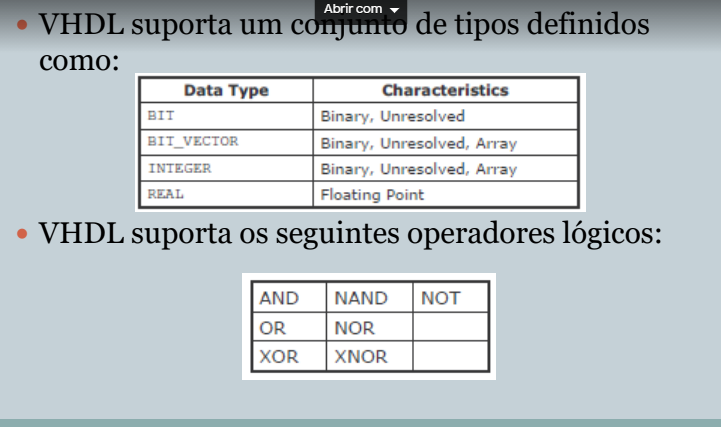 Abrir com
• VHDL suporta um conjunto de tipos definidos
como:
Data Type Characteristics
BIT Binary, Unresolved
BIT_VECTOR Binary, Unresolved, Array
INTEGER Binary, Unresolved, Array
REAL Floating Point
• VHDL suporta os seguintes operadores lógicos:
AND NAND NOT
OR NOR
XOR XNOR